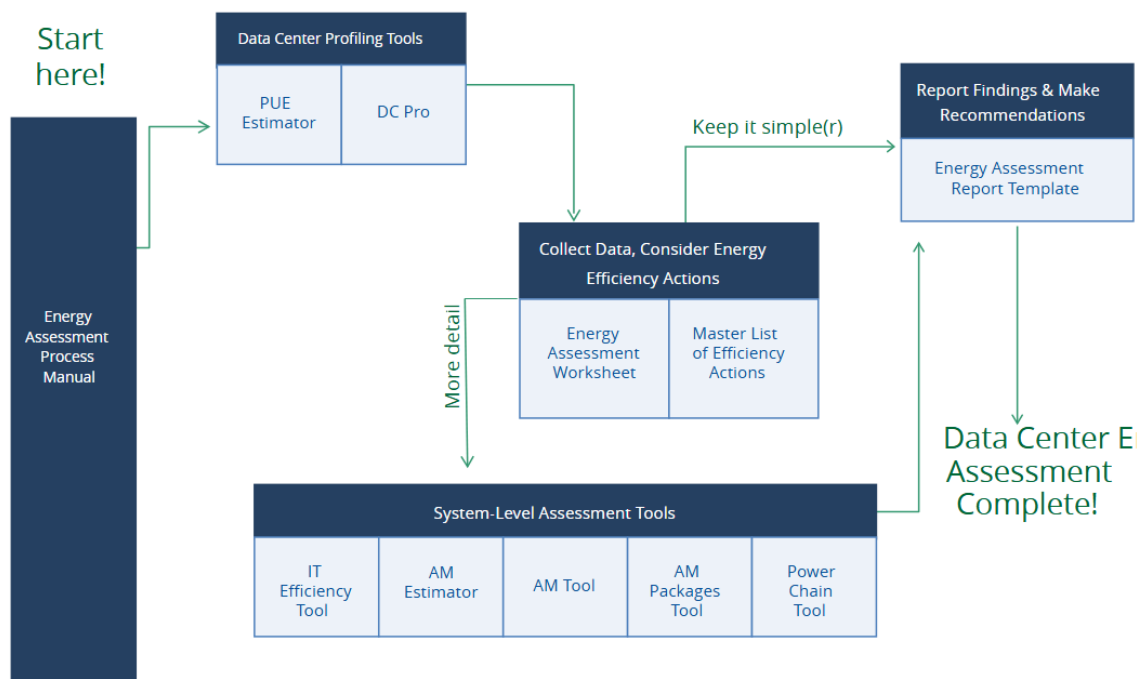 Start
here!
Data Center Profiling Tools
PUE
Estimator
DC Pro
Report Findings & Make
Recommendations
Energy Assessment
Report Template
Keep it simple(r)
Collect Data, Consider Energy
Efficiency Actions
Energy
Assessment
Worksheet
Master List
of Efficiency
Actions
Energy
Assessment
Process
Manual
More detail
Data Center
Assessment
Complete!
System-Level Assessment Tools
IT
Efficiency
Tool
AM
Estimator
AM Tool
AM
Packages
Tool
Power
Chain
Tool